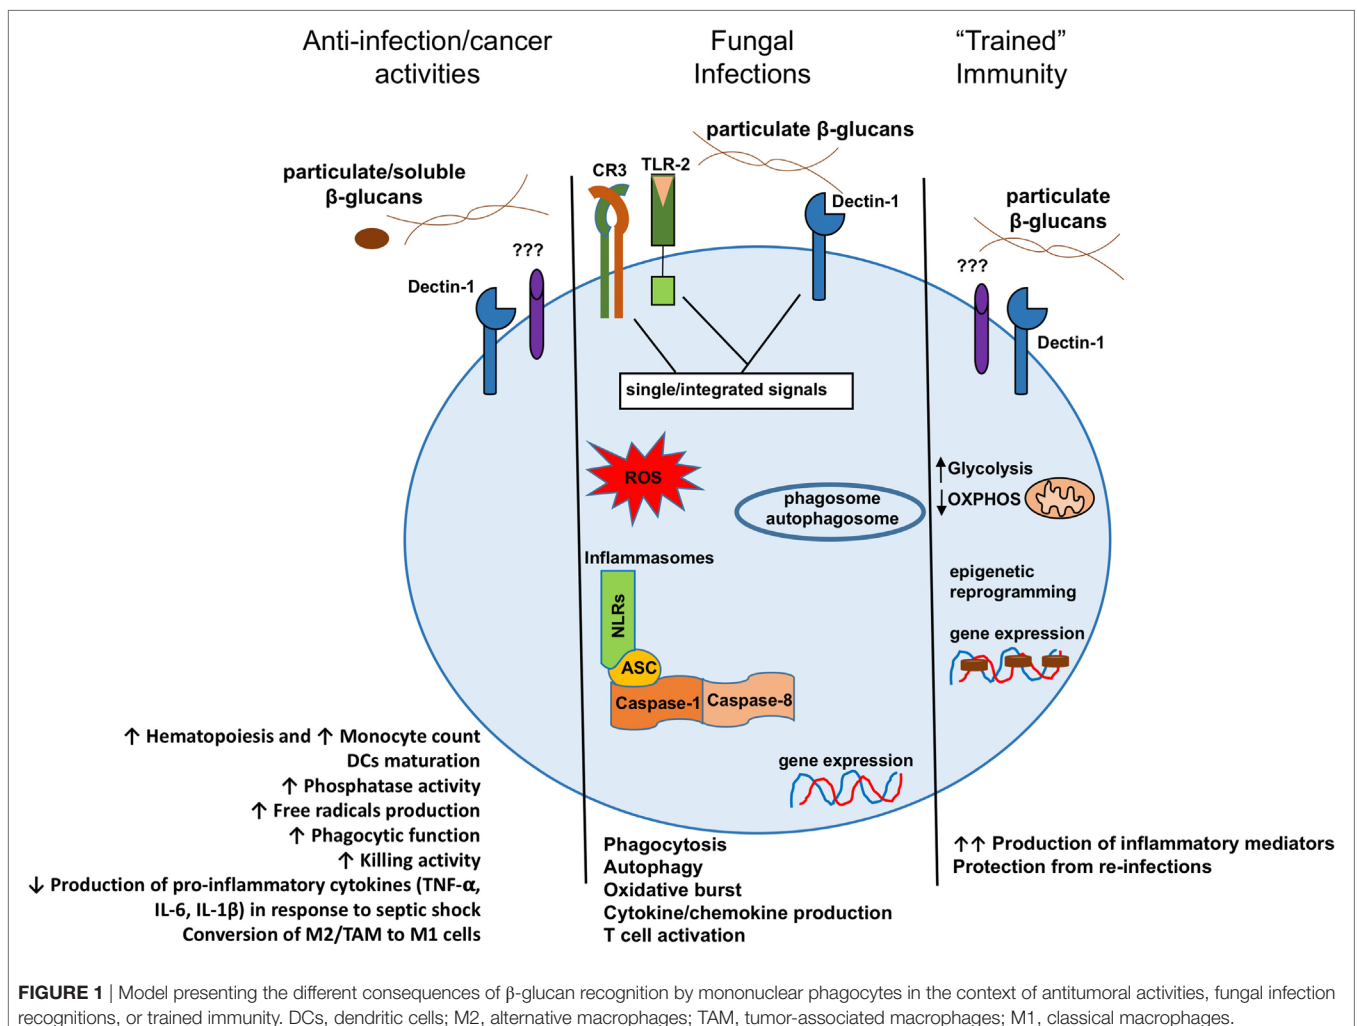 Anti-infection/cancer
activities
Fungal
Infections
“Trained”
Immunity
particulate/soluble
β-glucans
???
Dectin-1
CR3
TLR-2
particulate β-glucans
Dectin-1
particulate
β-glucans
???
Dectin-1
single/integrated signals
ROS
phagosome
autophagosome
Inflammasomes
NLRs
ASC
Caspase-1
Caspase-8
gene expression
↑Glycolysis
↓OXPHOS
epigenetic
reprogramming
gene expression
↑ Hematopoiesis and ↑ Monocyte count
DCs maturation
↑ Phosphatase activity
↑ Free radicals production
↑ Phagocytic function
↑ Killing activity
↓ Production of pro-inflammatory cytokines (TNF-α,
IL-6, IL-1β) in response to septic shock
Conversion of M2/TAM to M1 cells
Phagocytosis
Autophagy
Oxidative burst
Cytokine/chemokine production
T cell activation
↑↑ Production of inflammatory mediators
Protection from re-infections
FIGURE 1 | Model presenting the different consequences of β-glucan recognition by mononuclear phagocytes in the context of antitumoral activities, fungal infection
recognitions, or trained immunity. DCs, dendritic cells; M2, alternative macrophages; TAM, tumor-associated macrophages; M1, classical macrophages.